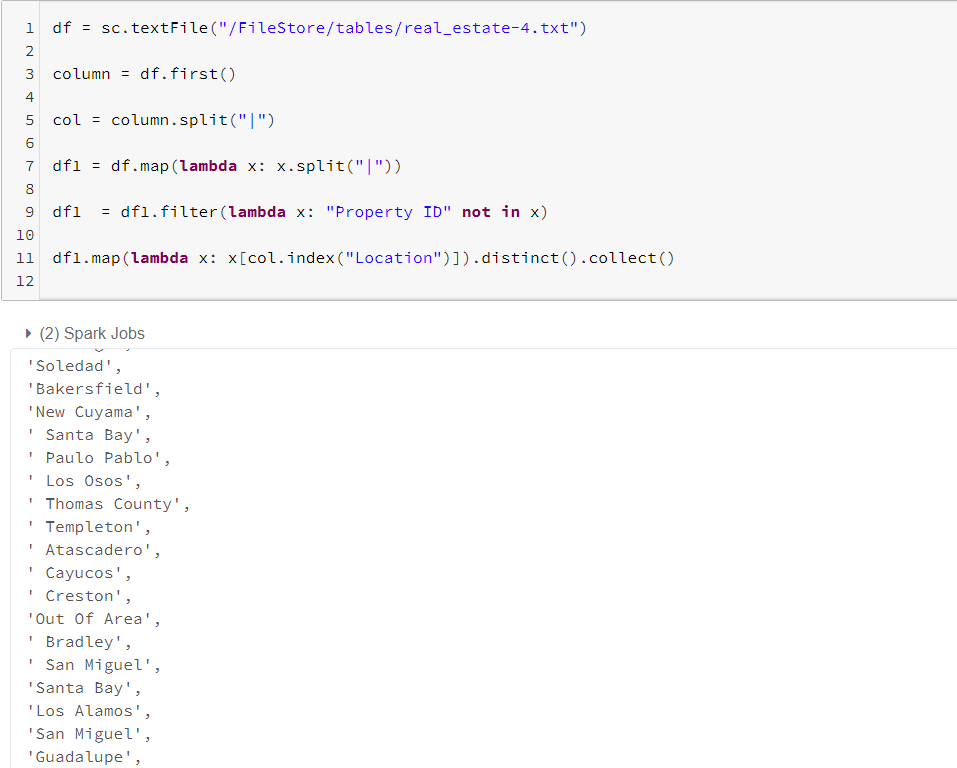 1 df = sc.textFile("/FileStore/tables/real_estate-4.txt")
2
3 column = df.first()
4
5 col = column.split("|")
6
7 df1 = df.map(lambda x: x.split("|"))
8
9 df1  = df1.filter(lambda x: "Property ID" not in x)
10
11 df1.map(lambda x: x[col.index("Location")]).distinct().collect()
12
(2) Spark Jobs
'Soledad',
'Bakersfield',
'New Cuyama',
' Santa Bay',
' Paulo Pablo',
' Los Osos',
' Thomas County',
' Templeton',
' Atascadero',
' Cayucos',
' Creston',
'Out Of Area',
' Bradley',
' San Miguel',
'Santa Bay',
'Los Alamos',
'San Miguel',
'Guadalupe',